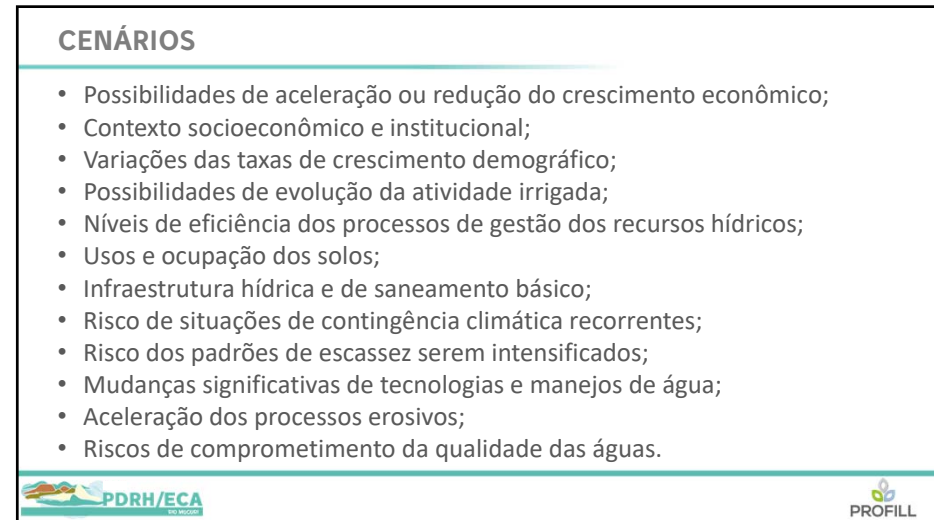 CENÁRIOS
• Possibilidades de aceleração ou redução do crescimento econômico;
• Contexto socioeconômico e institucional;
• Variações das taxas de crescimento demográfico;
• Possibilidades de evolução da atividade irrigada;
• Níveis de eficiência dos processos de gestão dos recursos hídricos;
• Usos e ocupação dos solos;
• Infraestrutura hídrica e de saneamento básico;
• Risco de situações de contingência climática recorrentes;
• Risco dos padrões de escassez serem intensificados;
• Mudanças significativas de tecnologias e manejos de água;
• Aceleração dos processos erosivos;
• Riscos de comprometimento da qualidade das águas.
PDRH/ECA
RIO MUCURI
PROFILL